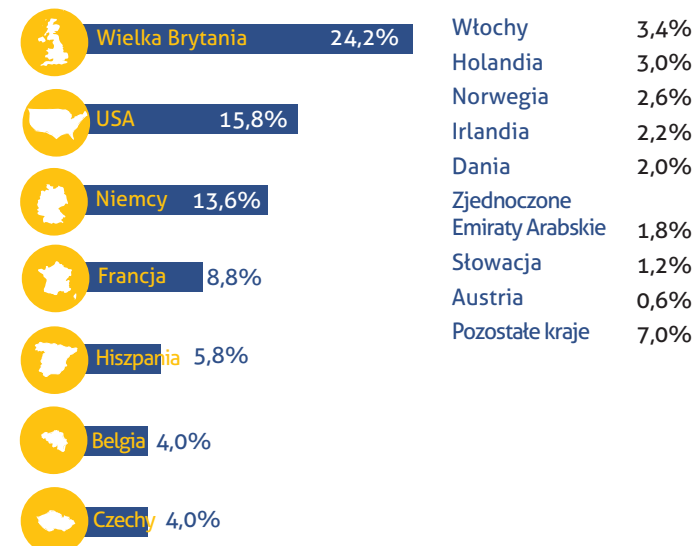 Wielka Brytania 24,2%
USA 15,8%
Niemcy 13,6%
Francja 8,8%
Hiszpania 5,8%
Belgia 4,0%
Czechy 4,0%
Włochy 3,4%
Holandia 3,0%
Norwegia 2,6%
Irlandia 2,2%
Dania 2,0%
Zjednoczone
Emiraty Arabskie 1,8%
Słowacja 1,2%
Austria 0,6%
Pozostałe kraje 7,0%